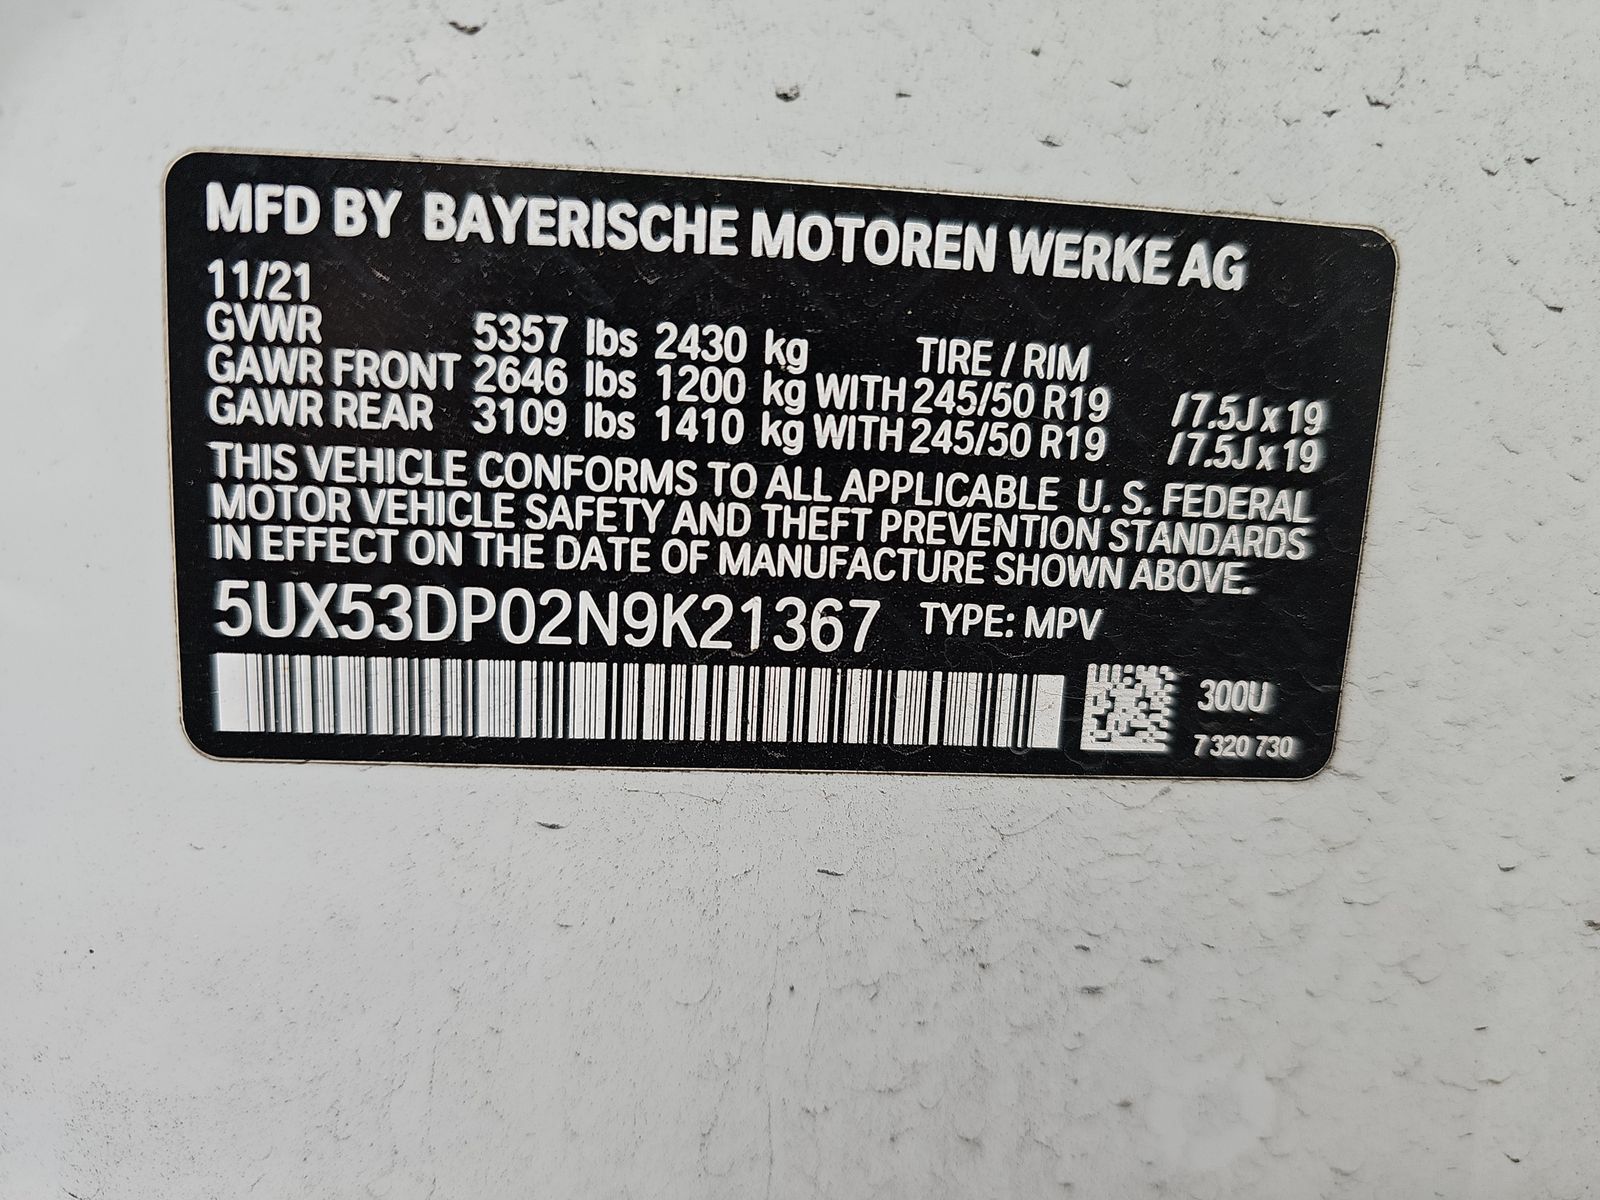 MFD BY BAYERISCHE MOTOREN WERKE AG
11/21
GVWR 5357 lbs 2430 kg TIRE / RIM
GAWR FRONT 2646 lbs 1200 kg WITH 245/50 R19 / 7.5J x 19
GAWR REAR 3109 lbs 1410 kg WITH 245/50 R19 / 7.5J x 19
THIS VEHICLE CONFORMS TO ALL APPLICABLE U. S. FEDERAL
MOTOR VEHICLE SAFETY AND THEFT PREVENTION STANDARDS
IN EFFECT ON THE DATE OF MANUFACTURE SHOWN ABOVE.
5UX53DP02N9K21367 TYPE: MPV
300U
7 320 730